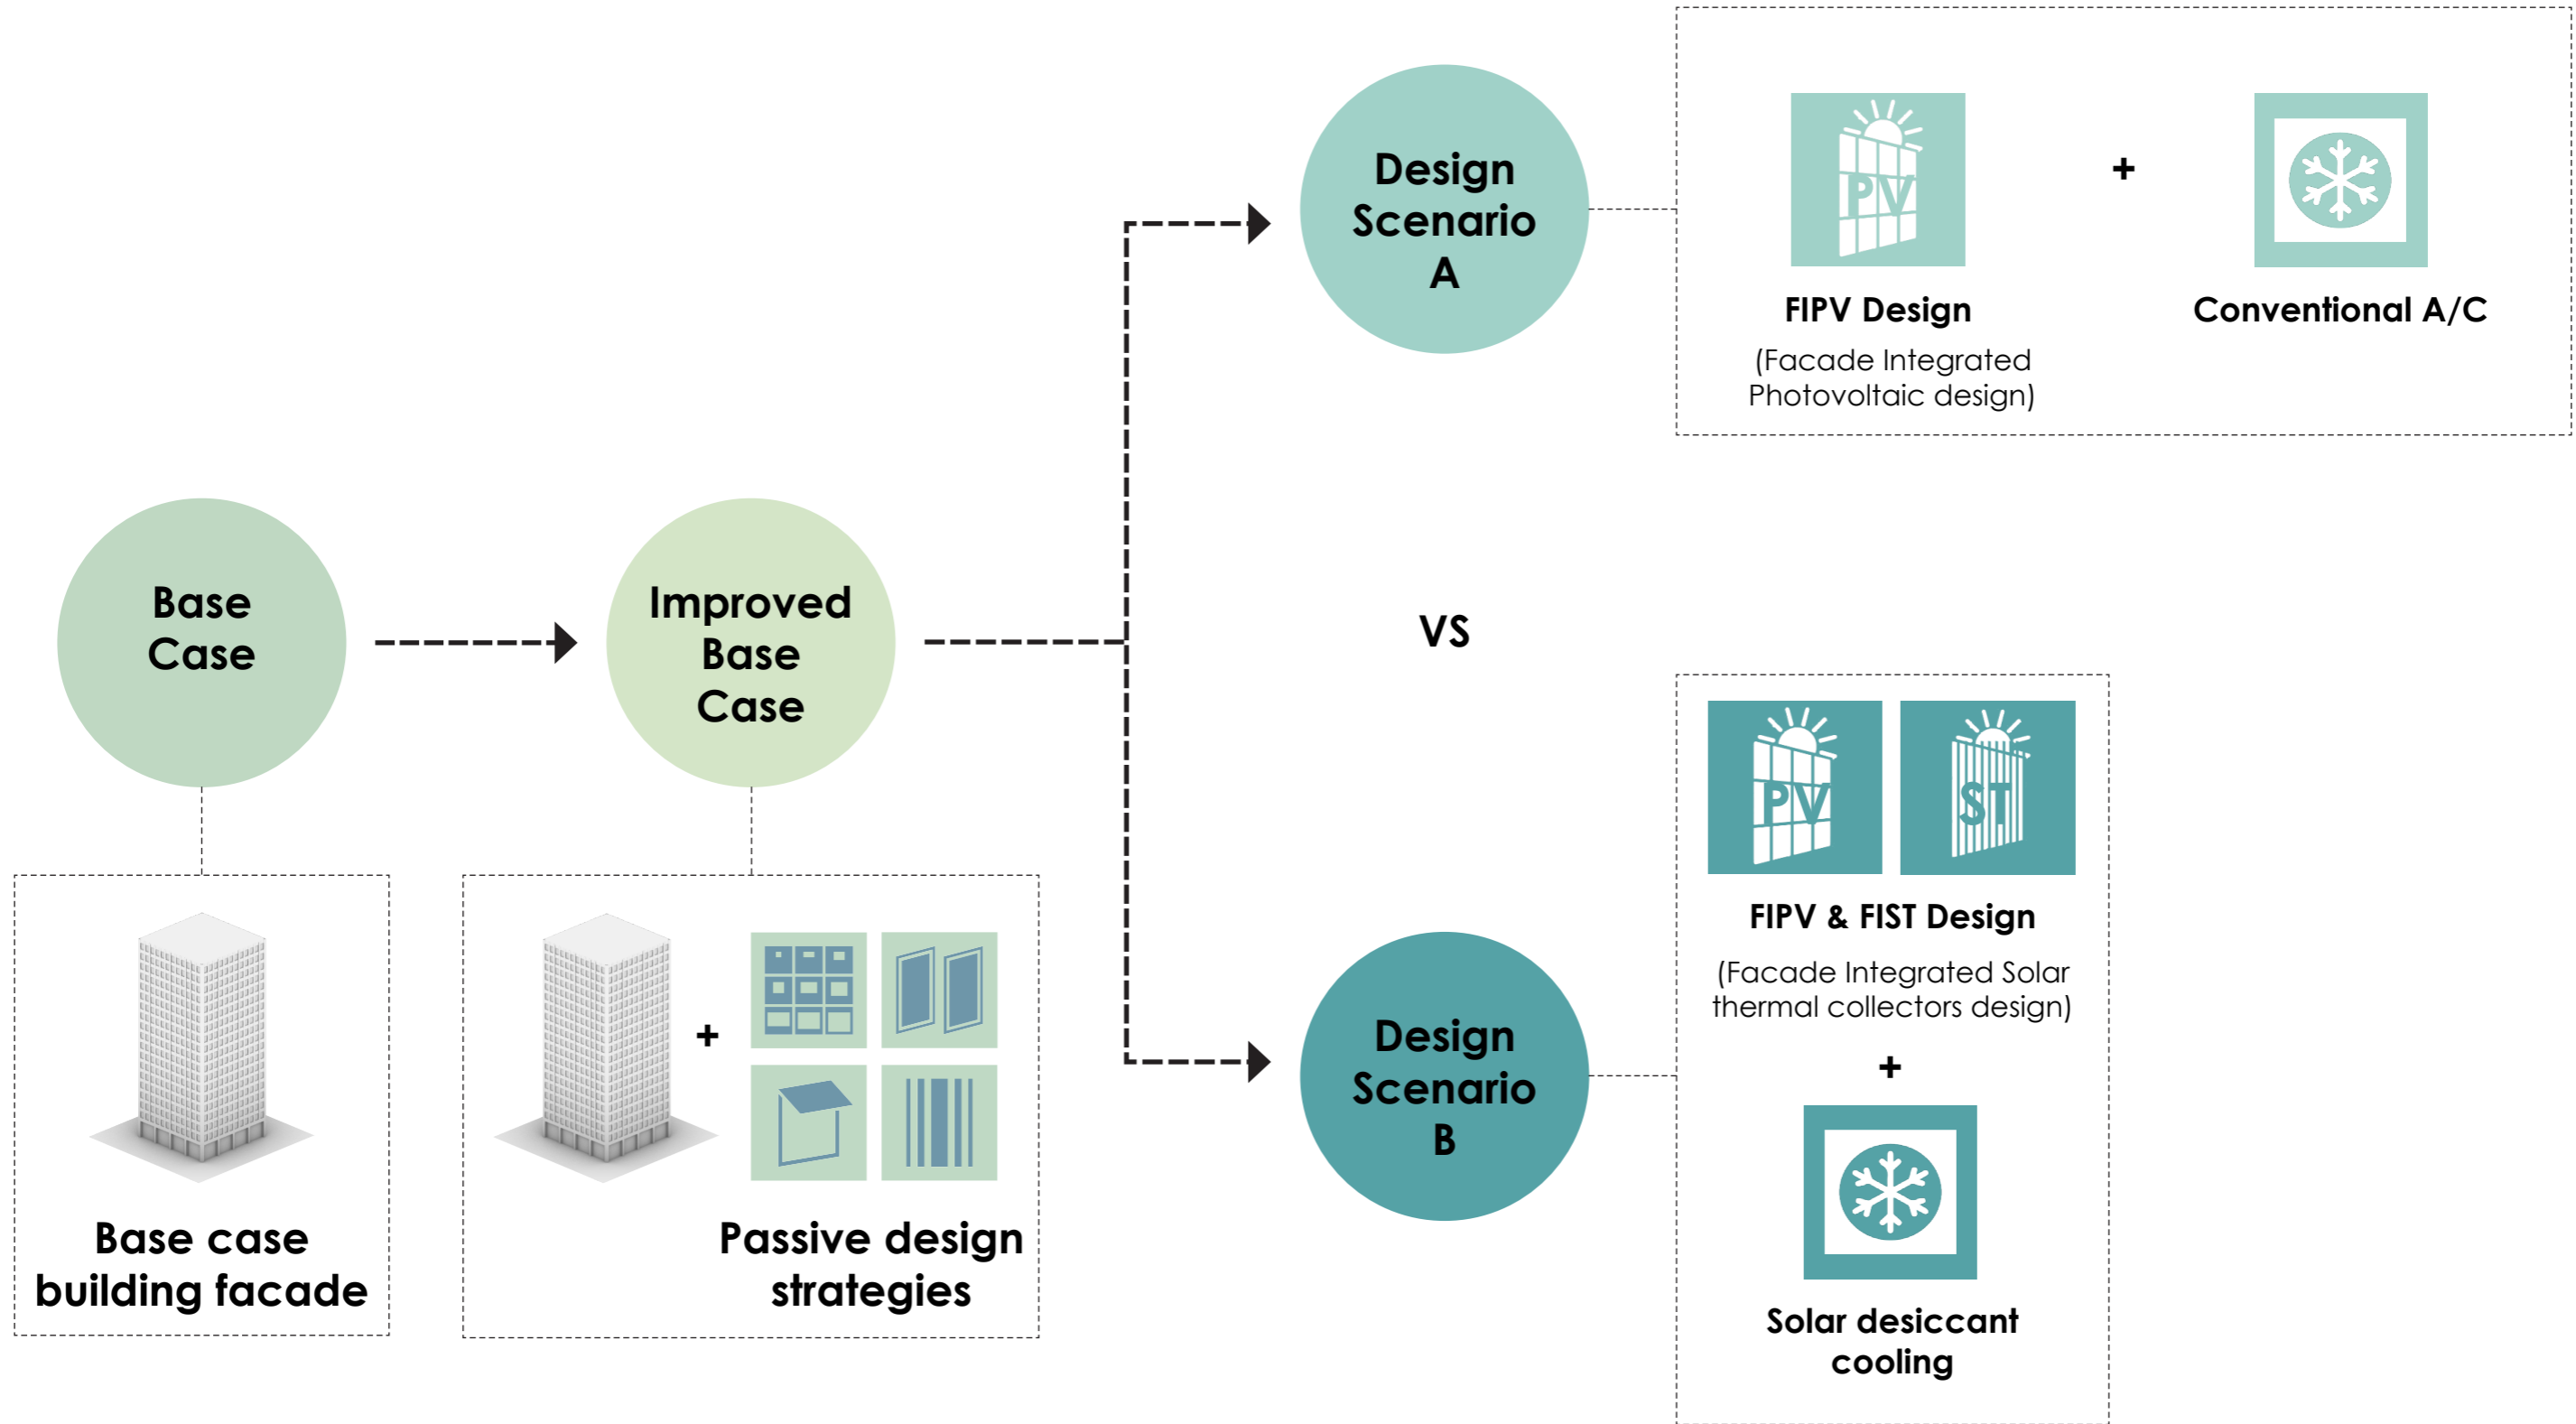 Base
Case
Base case
building facade
Improved
Base
Case
+
Passive design
strategies
Design
Scenario
A
PV
FIPV Design
(Facade Integrated
Photovoltaic design)
+
Conventional A/C
VS
Design
Scenario
B
PV
ST
FIPV & FIST Design
(Facade Integrated Solar
thermal collectors design)
+
Solar desiccant
cooling